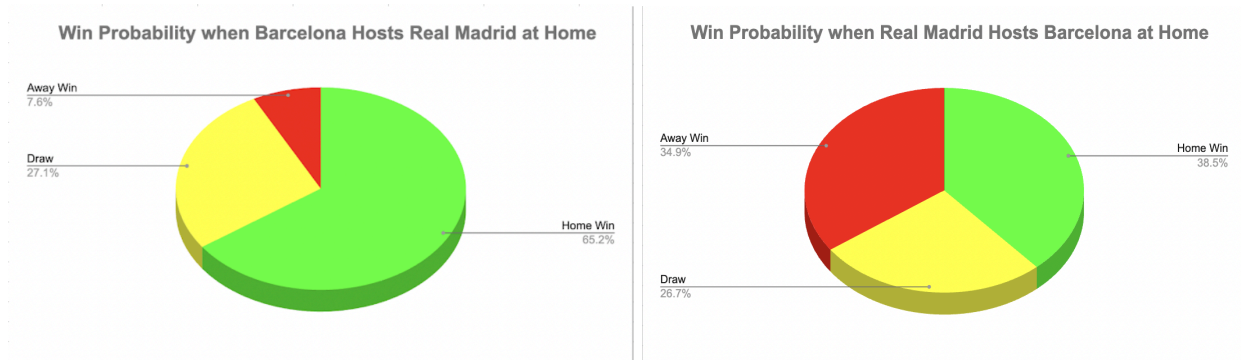 Win Probability when Barcelona Hosts Real Madrid at Home
Away Win
7.6%
Draw
27.1%
Home Win
65.2%
Win Probability when Real Madrid Hosts Barcelona at Home
Away Win
34.9%
Home Win
38.5%
Draw
26.7%